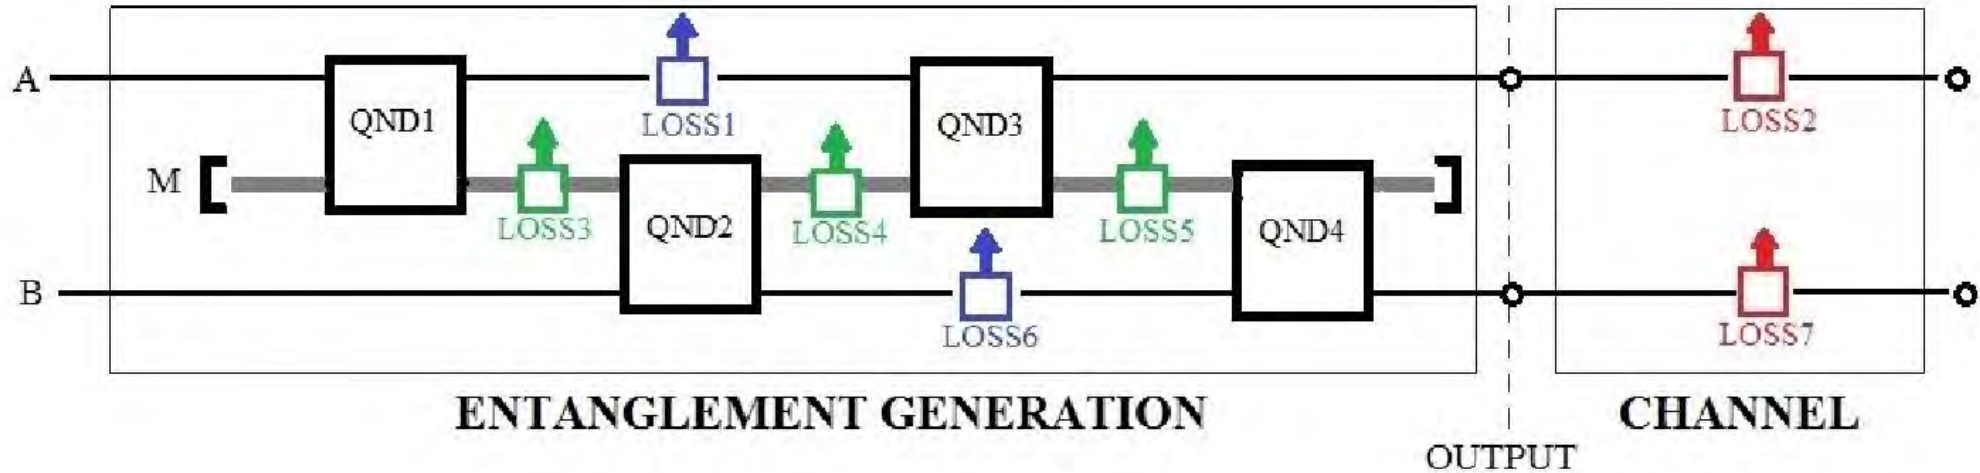 A
QND1
LOSS1
QND3
LOSS2
M
LOSS3
QND2
LOSS4
LOSS5
QND4
B
LOSS6
LOSS7
ENTANGLEMENT GENERATION
CHANNEL
OUTPUT